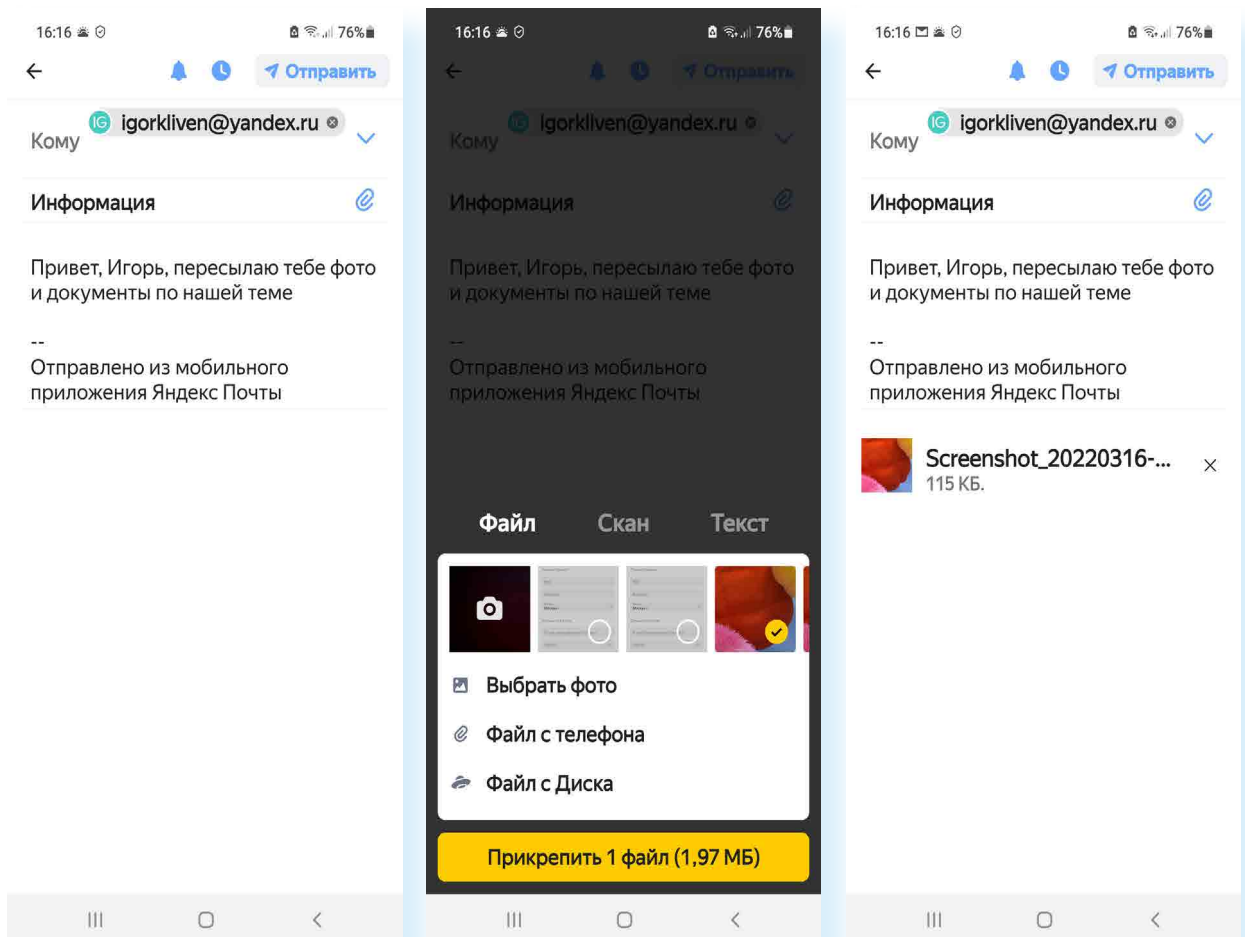 16:16
76%
Отправить
Кому
IG igorkliven@yandex.ru
Информация
Привет, Игорь, пересылаю тебе фото
и документы по нашей теме
--
Отправлено из мобильного
приложения Яндекс Почты
16:16
76%
Отправить
Кому
IG igorkliven@yandex.ru
Информация
Привет, Игорь, пересылаю тебе фото
и документы по нашей теме
--
Отправлено из мобильного
приложения Яндекс Почты
Файл Скан Текст
Выбрать фото
Файл с телефона
Файл с Диска
Прикрепить 1 файл (1,97 МБ)
16:16
76%
Отправить
Кому
IG igorkliven@yandex.ru
Информация
Привет, Игорь, пересылаю тебе фото
и документы по нашей теме
--
Отправлено из мобильного
приложения Яндекс Почты
Screenshot_20220316-...
115 КБ.